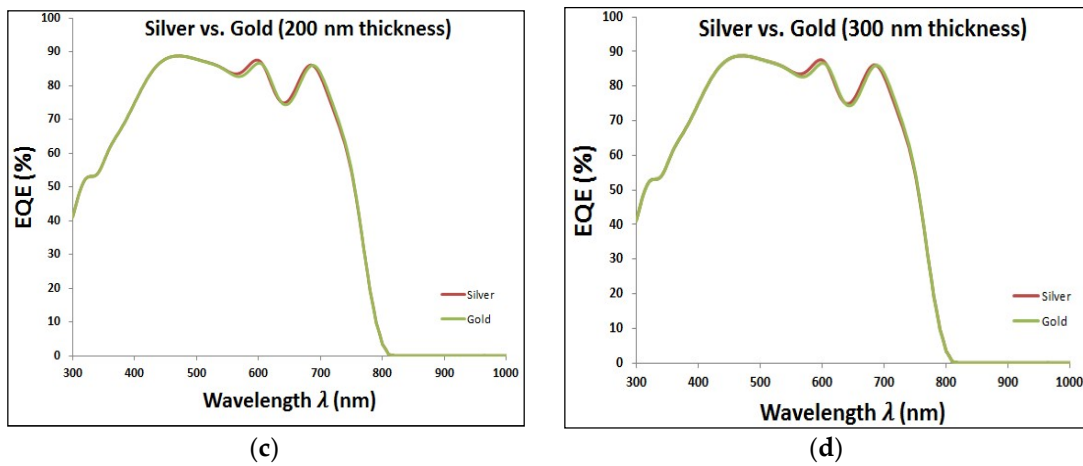 Silver vs. Gold (200 nm thickness)
EQE (%)
100
90
80
70
60
50
40
30
20
10
0
300 400 500 600 700 800 900 1000
Wavelength λ (nm)
Silver
Gold
(c)
Silver vs. Gold (300 nm thickness)
EQE (%)
100
90
80
70
60
50
40
30
20
10
0
300 400 500 600 700 800 900 1000
Wavelength λ (nm)
Silver
Gold
(d)